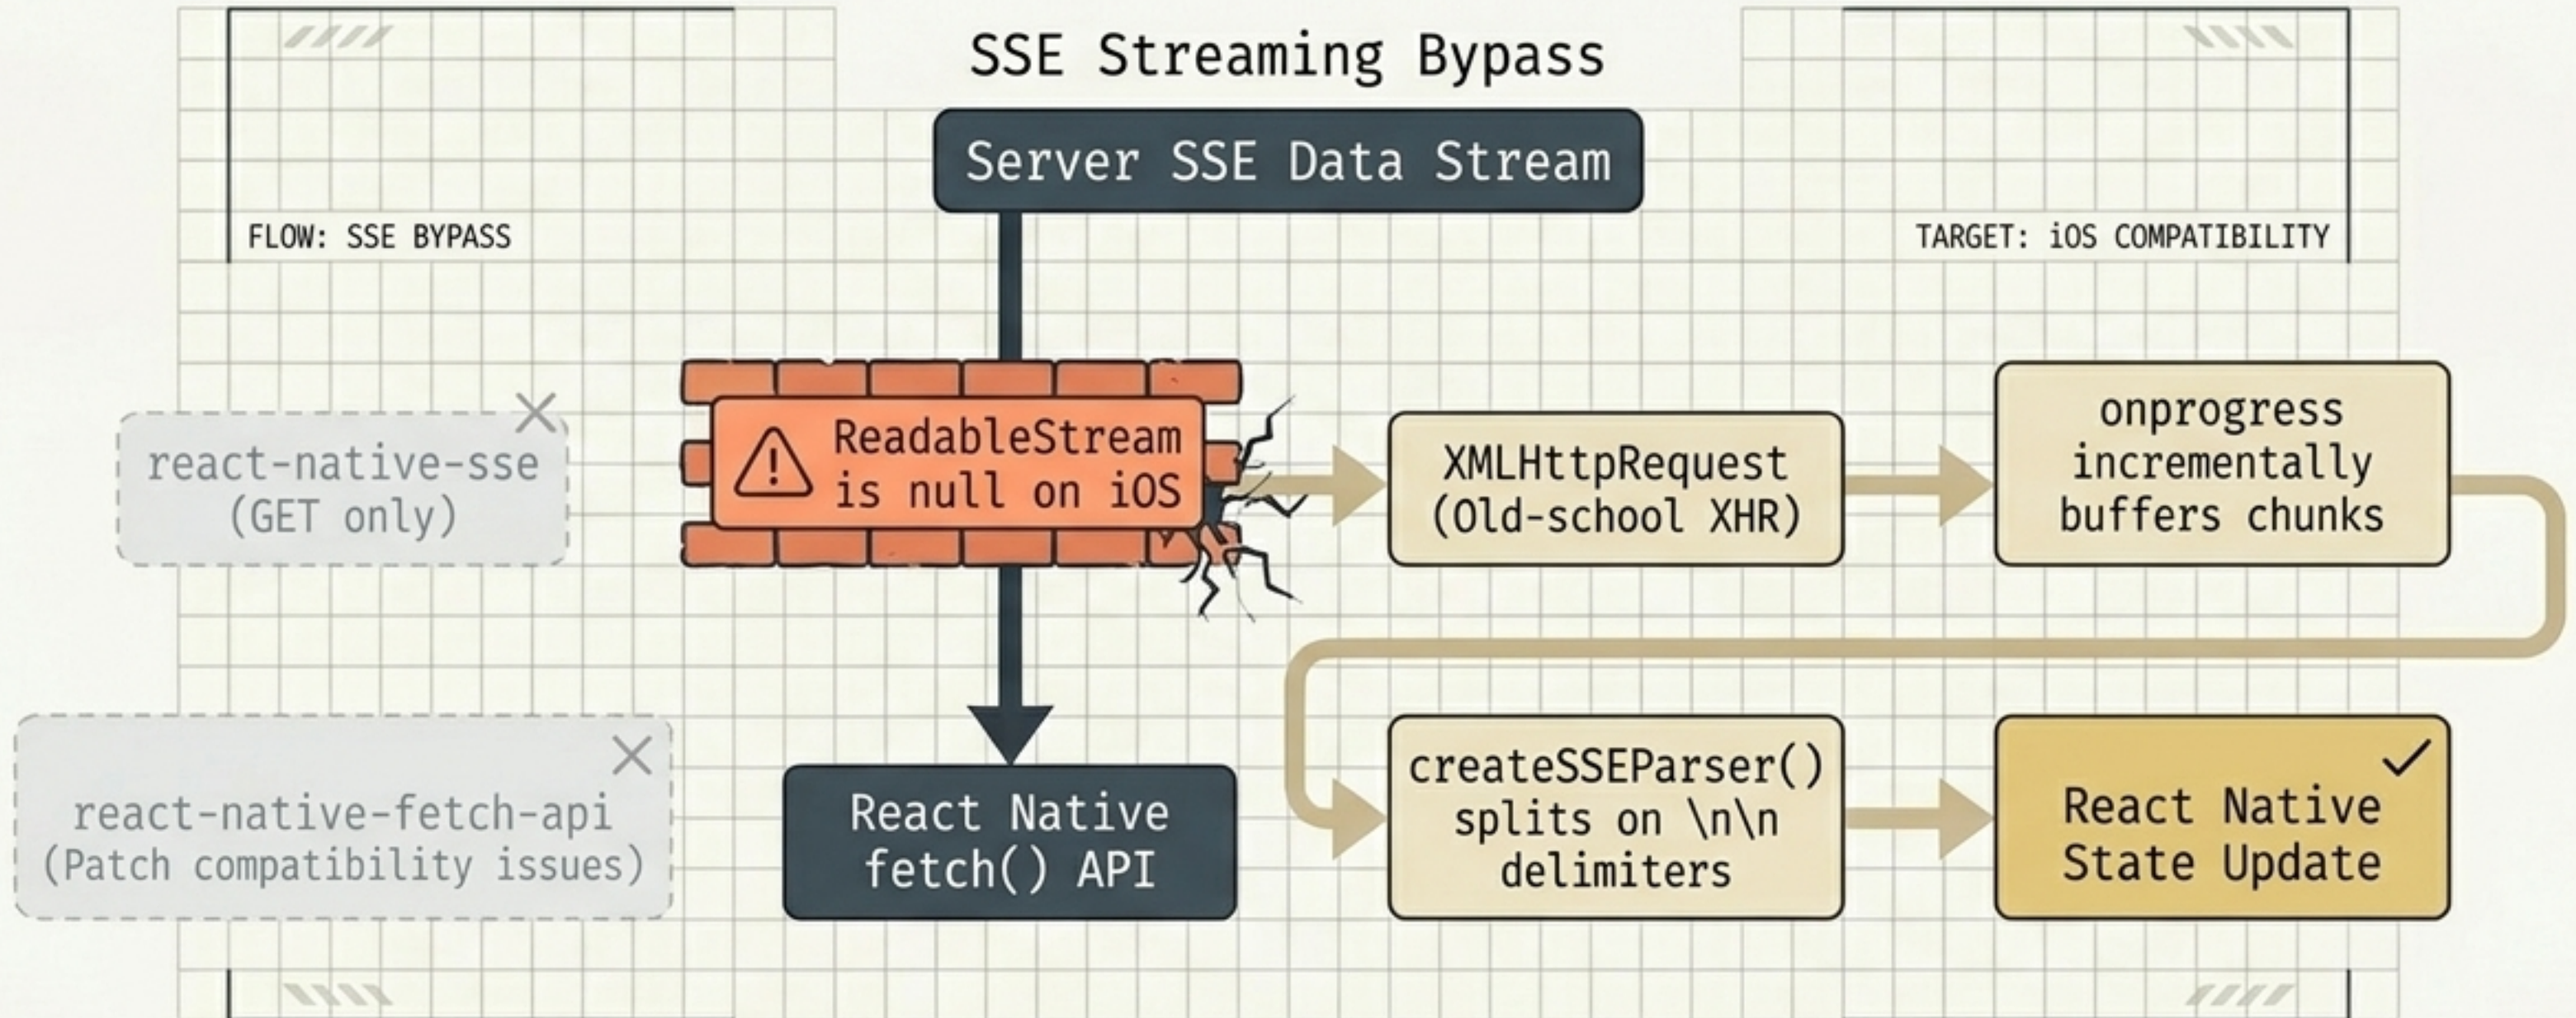 SSE Streaming Bypass
Server SSE Data Stream
FLOW: SSE BYPASS
TARGET: iOS COMPATIBILITY
react-native-sse
(GET only)
ReadableStream
is null on iOS
XMLHttpRequest
(Old-school XHR)
onprogress
incrementally
buffers chunks
react-native-fetch-api
(Patch compatibility issues)
React Native
fetch() API
createSSEParser()
splits on \n\n
delimiters
React Native
State Update